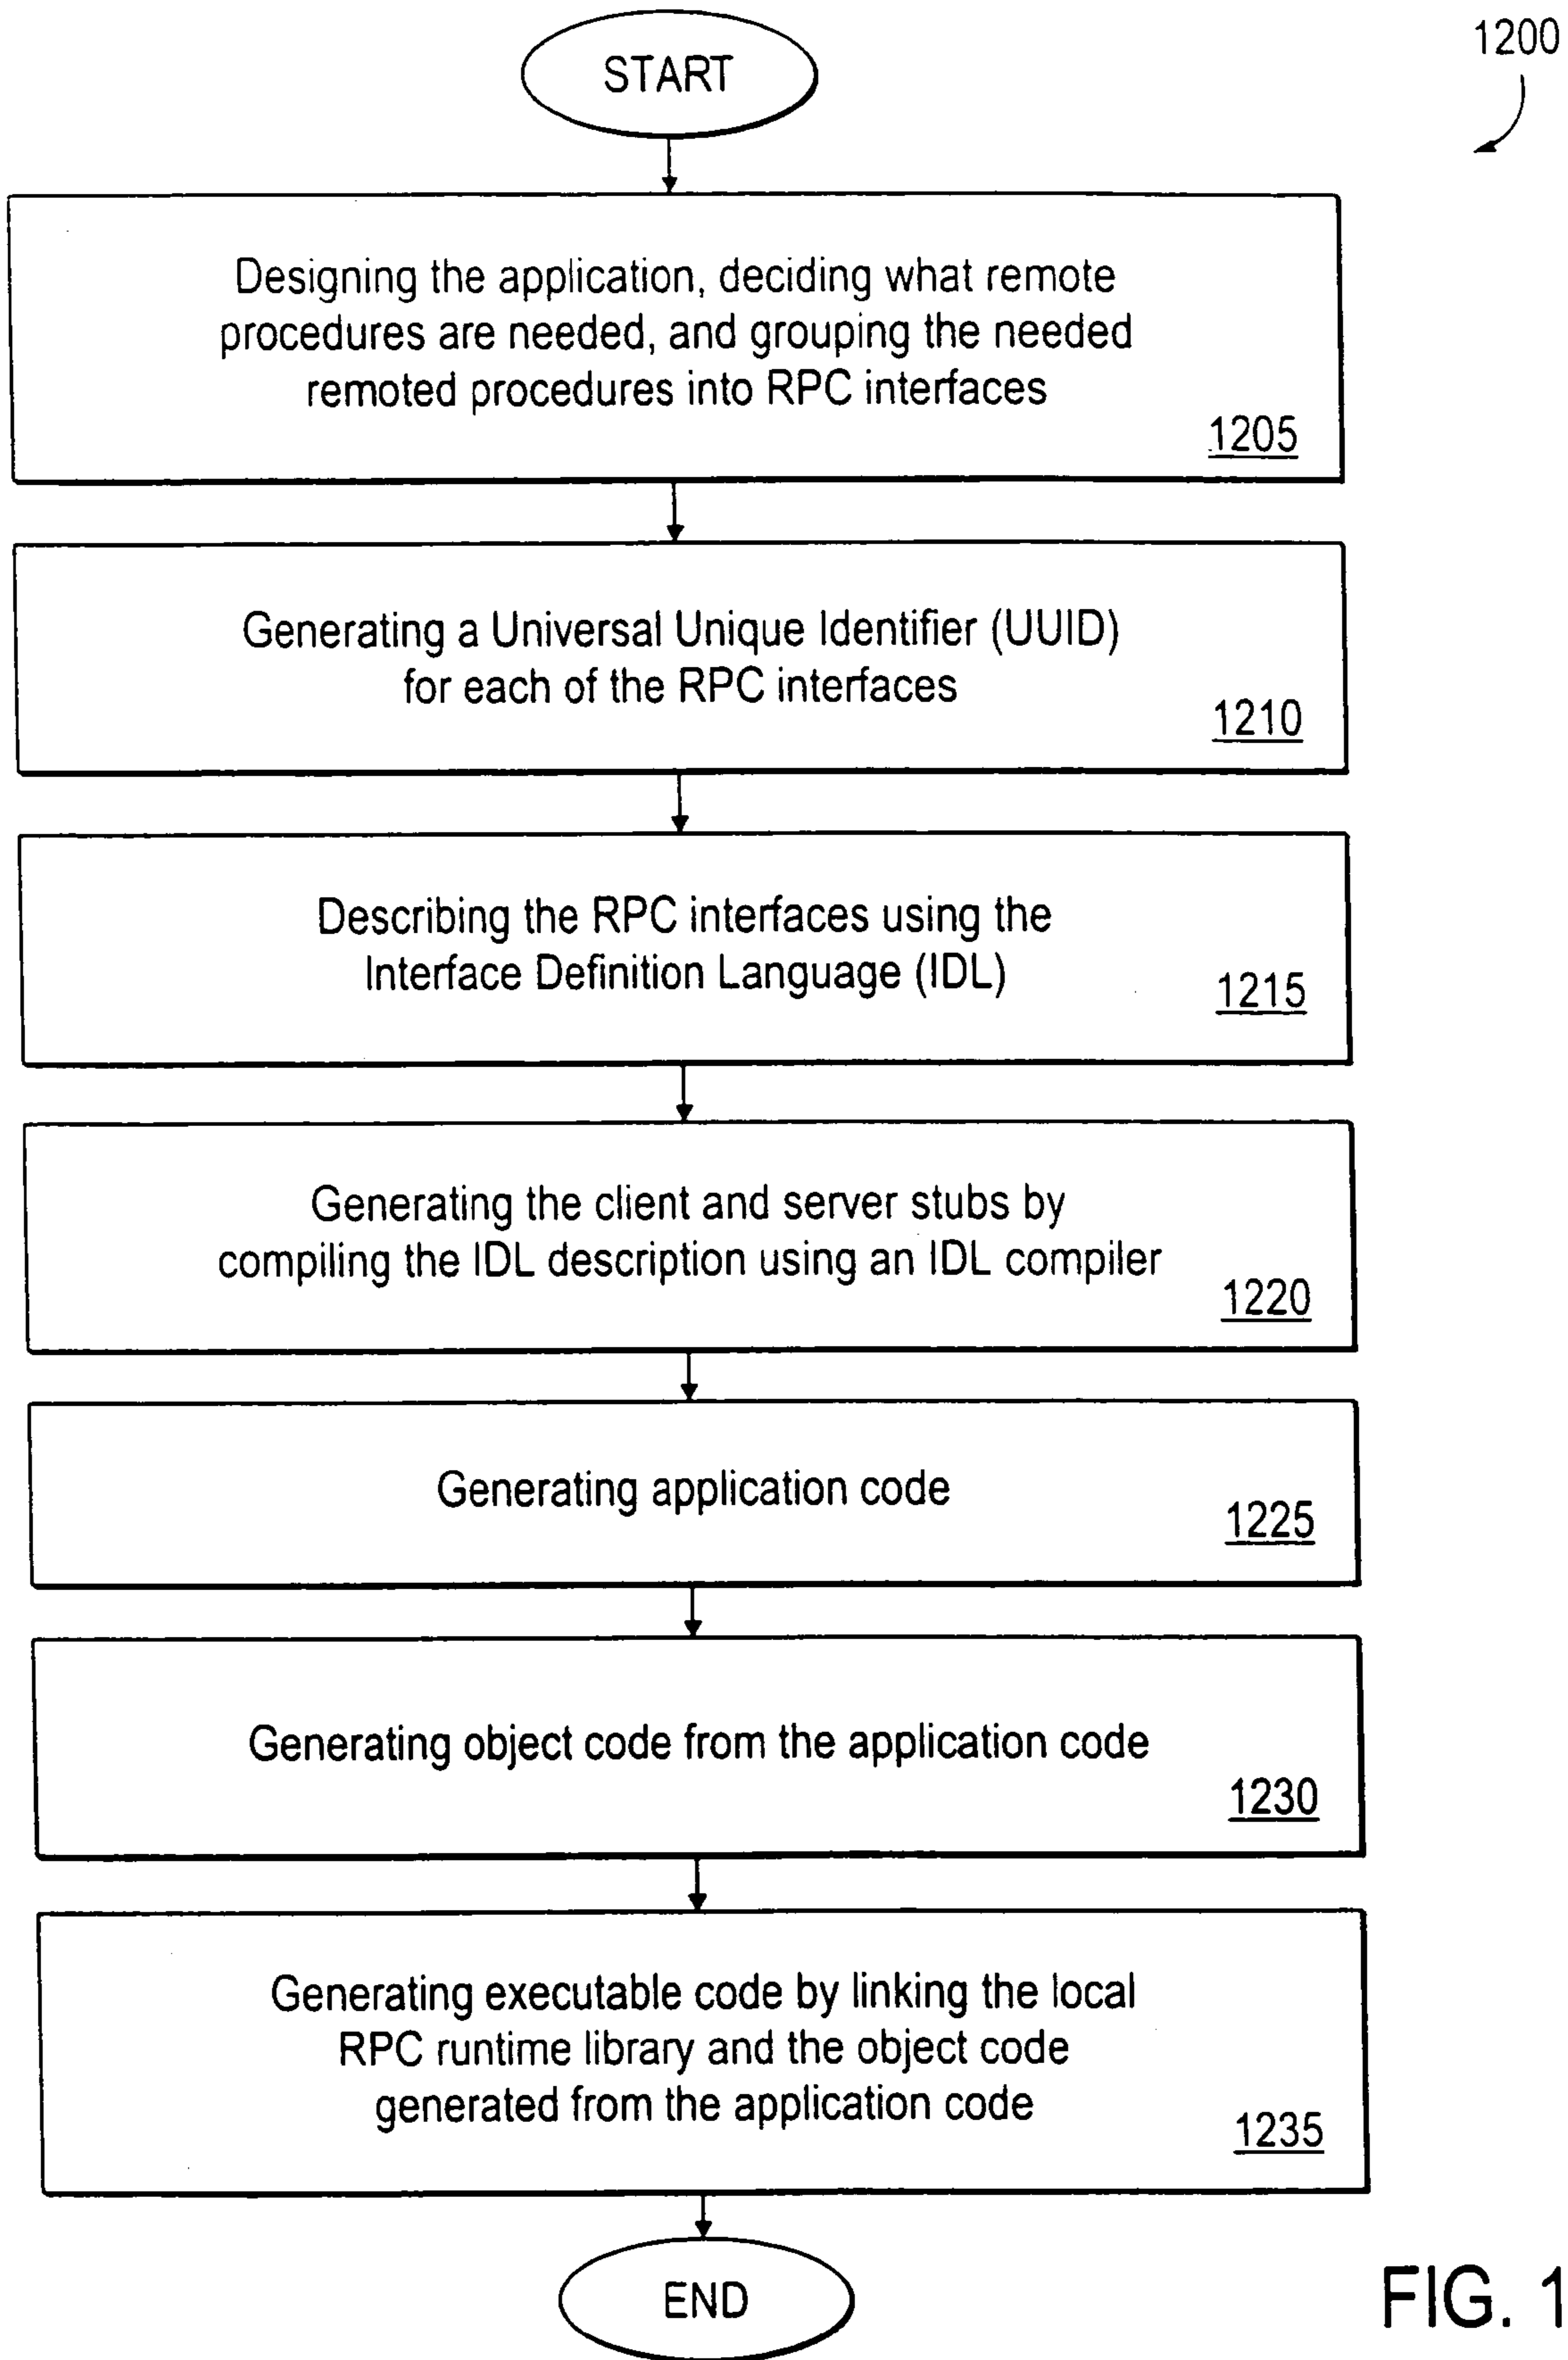 1200
START
Designing the application, deciding what remote
procedures are needed, and grouping the needed
remoted procedures into RPC interfaces
1205
Generating a Universal Unique Identifier (UUID)
for each of the RPC interfaces
1210
Describing the RPC interfaces using the
Interface Definition Language (IDL)
1215
Generating the client and server stubs by
compiling the IDL description using an IDL compiler
1220
Generating application code
1225
Generating object code from the application code
1230
Generating executable code by linking the local
RPC runtime library and the object code
generated from the application code
1235
END
FIG. 1